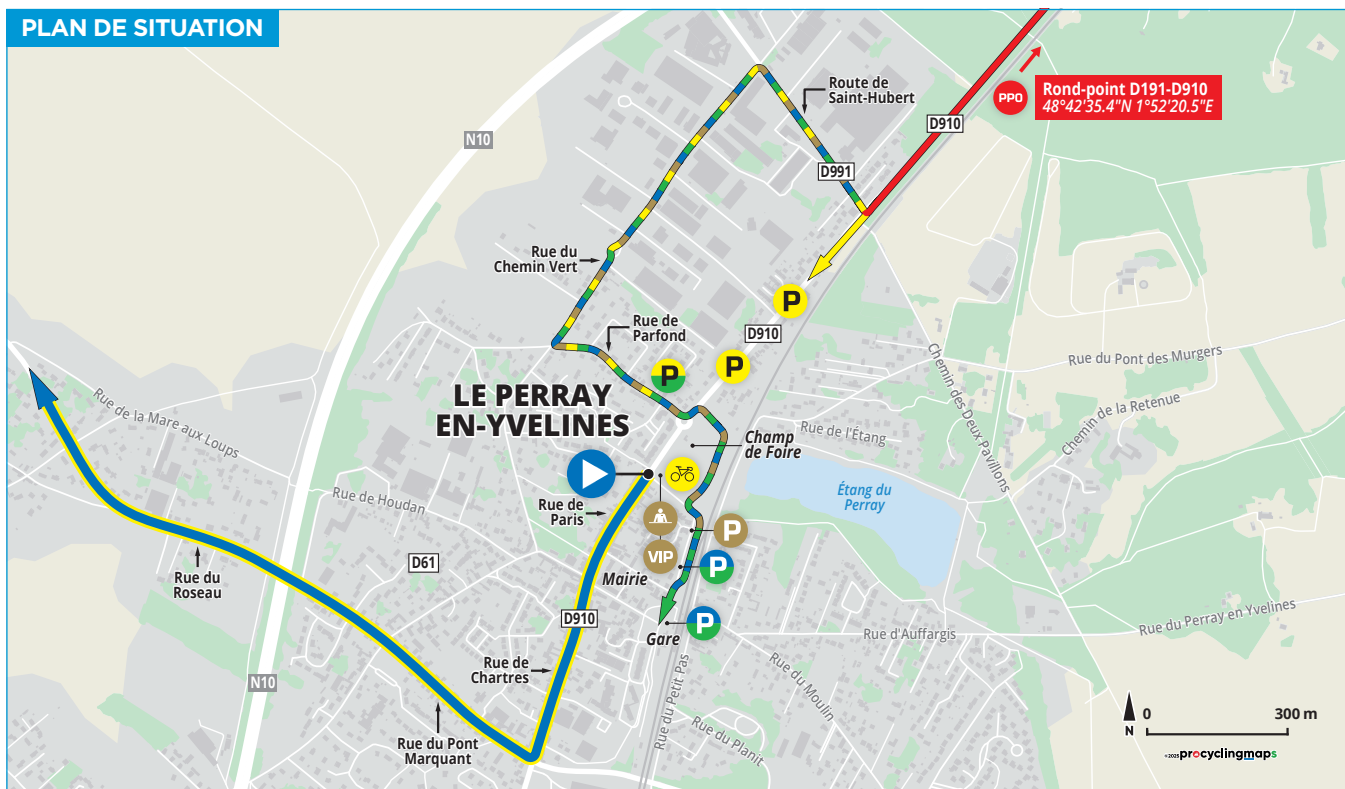 PLAN DE SITUATION
N10
Route de
Saint-Hubert
PPO
Rond-point D191-D910
48°42'35.4"N 1°52'20.5"E
D910
D991
Rue du
Chemin Vert
P
Rue de
Parfond
D910
P
P
LE PERRAY
EN-YVELINES
Chemin des Deux Pavillons
Rue du Pont des Murgers
Chemin de la Retenue
Rue de la Mare aux Loups
Rue de l'Étang
Champ
de Foire
Étang du
Perray
Rue de Houdan
Rue de
Paris
P
VIP
P
Mairie
D61
Rue du
Roseau
D910
P
Gare
Rue d'Auffargis
Rue du Perray en Yvelines
Rue de
Chartres
N10
Rue du Petit Pas
Rue du Moulin
Rue du Planit
Rue du Pont
Marquant
N
0 300 m
©2025 procyclingmaps